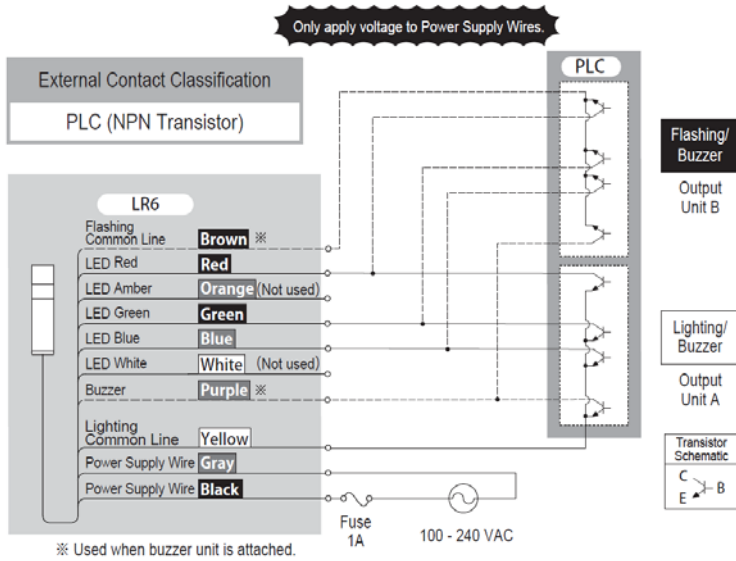 Only apply voltage to Power Supply Wires.
External Contact Classification
PLC (NPN Transistor)
PLC
Flashing/
Buzzer
Output
Unit B
LR6
Flashing
Common Line Brown ※
LED Red Red
LED Amber Orange (Not used)
LED Green Green
LED Blue Blue
LED White White (Not used)
Buzzer Purple ※
Lighting
Common Line Yellow
Power Supply Wire Gray
Power Supply Wire Black
Fuse
1A
100 - 240 VAC
※ Used when buzzer unit is attached.
Lighting/
Buzzer
Output
Unit A
Transistor
Schematic
C
B
E